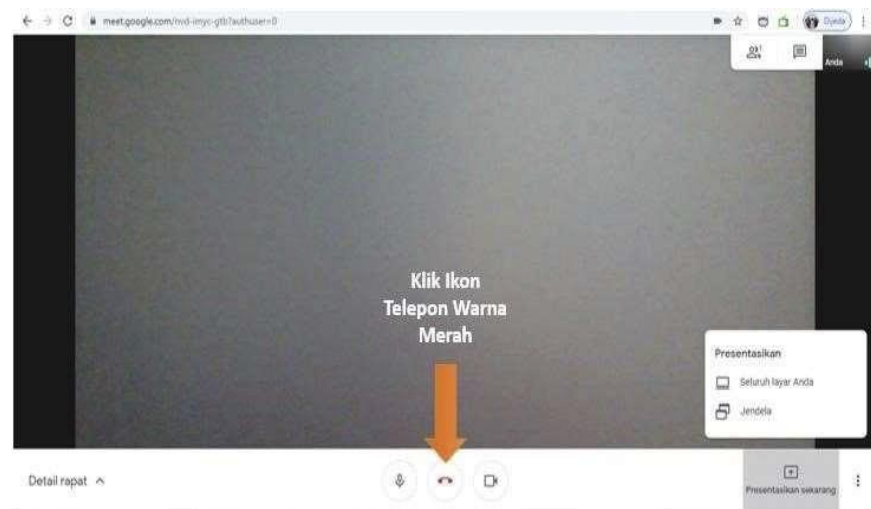 meet.google.com/nvd-imyc-gtb?authuser=0
Dijeda
Anda
Klik Ikon
Telepon Warna
Merah
Presentasikan
Seluruh layar Anda
Jendela
Detail rapat
Presentasikan sekarang